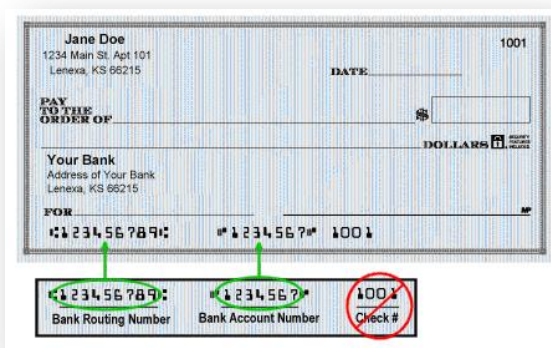 Jane Doe
1001
1234 Main St. Apt 101
Lenexa, KS 66215
DATE
PAY
TO THE
ORDER OF
$
DOLLARS
Your Bank
Address of Your Bank
Lenexa, KS 66215
FOR
MP
⑆123456789⑆ ⑈1234567⑈ 1001
⑆123456789⑆ ⑈1234567⑈ 1001
Bank Routing Number Bank Account Number Check #